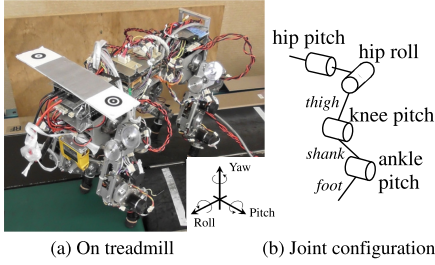 hip pitch
hip roll
thigh
knee pitch
shank
ankle
pitch
foot
Yaw
Pitch
Roll
(a) On treadmill
(b) Joint configuration